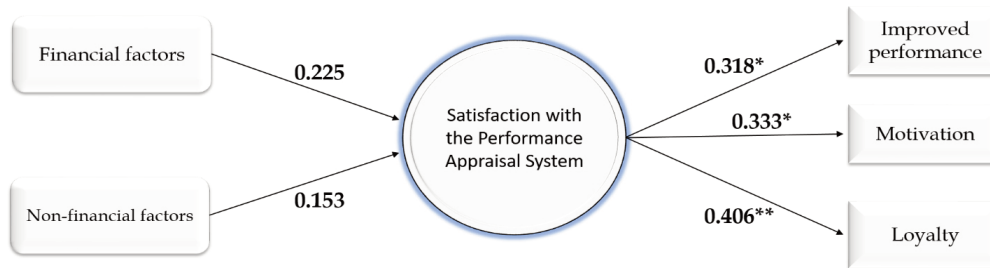 Financial factors
0.225
Non-financial factors
0.153
Satisfaction with
the Performance
Appraisal System
0.318*
0.333*
0.406**
Improved
performance
Motivation
Loyalty